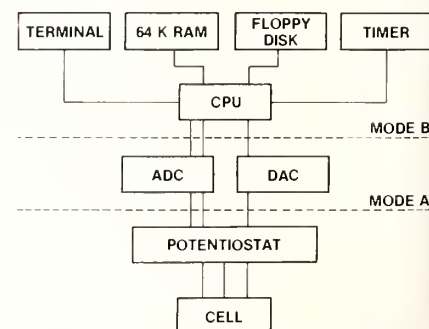 TERMINAL
64 K RAM
FLOPPY
DISK
TIMER
CPU
MODE B
ADC
DAC
MODE A
POTENTIOSTAT
CELL